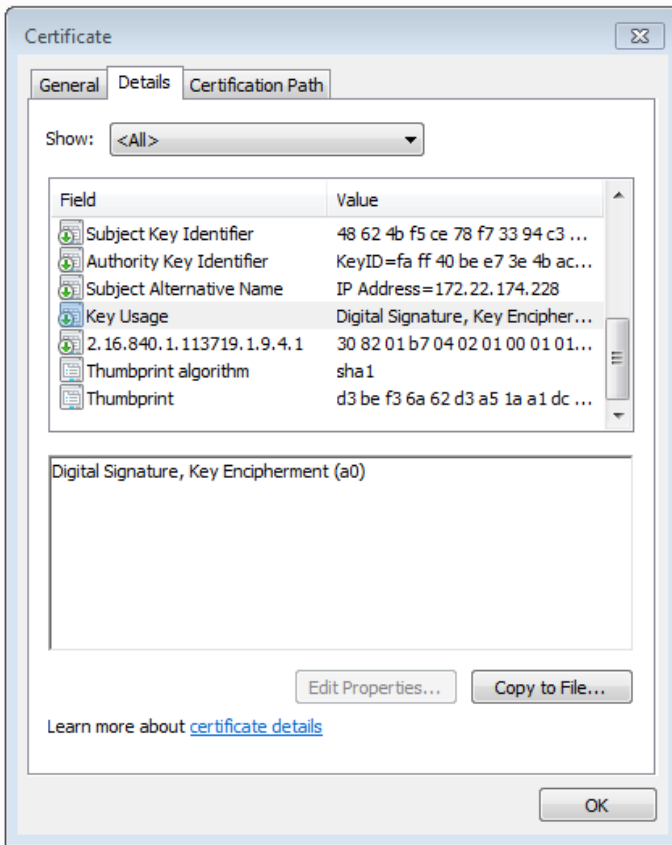 Certificate
General Details Certification Path
Show: <All>
Field Value
Subject Key Identifier 48 62 4b f5 ce 78 f7 33 94 c3 ...
Authority Key Identifier KeyID=fa ff 40 be e7 3e 4b ac...
Subject Alternative Name IP Address=172.22.174.228
Key Usage Digital Signature, Key Encipher...
2.16.840.1.113719.1.9.4.1 30 82 01 b7 04 02 01 00 01 01...
Thumbprint algorithm sha1
Thumbprint d3 be f3 6a 62 d3 a5 1a a1 dc ...
Digital Signature, Key Encipherment (a0)
Edit Properties... Copy to File...
Learn more about certificate details
OK